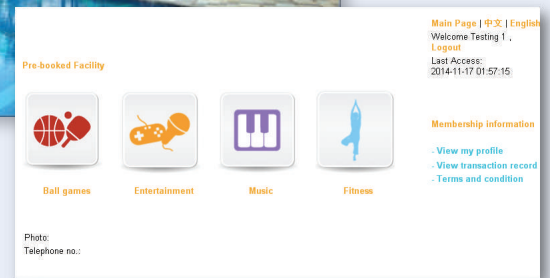 Main Page | 中文 | English
Welcome Testing 1 ,
Logout
Last Access:
2014-11-17 01:57:15
Pre-booked Facility
Ball games
Entertainment
Music
Fitness
Membership information
- View my profile
- View transaction record
- Terms and condition
Photo:
Telephone no.: